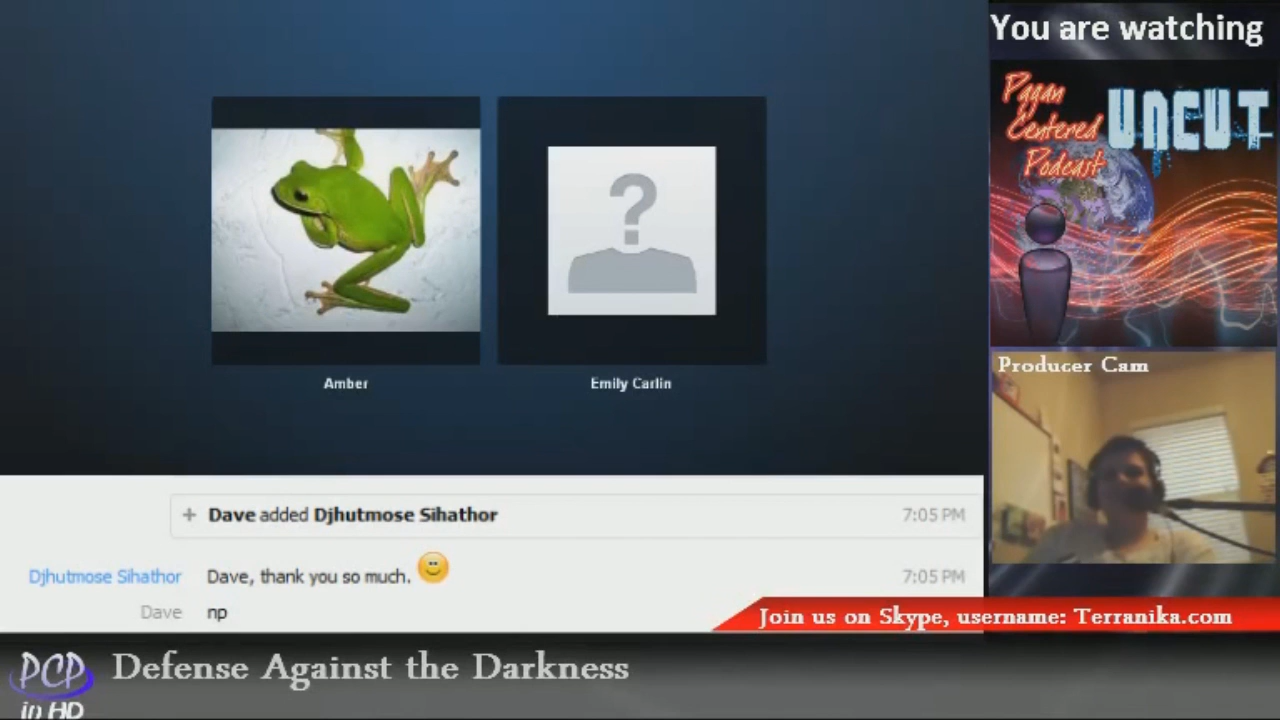 You are watching
Pagan
Centered
Podcast
UNCUT
?
Amber
Emily Carlin
Producer Cam
+ Dave added Djhutmose Sihathor 7:05 PM
Djhutmose Sihathor Dave, thank you so much. 7:05 PM
Dave np
Join us on Skype, username: Terranika.com
PCP
in HD
Defense Against the Darkness